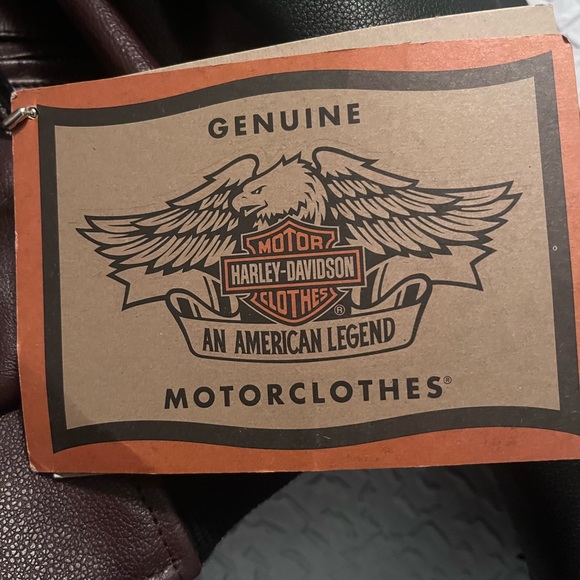 GENUINE
MOTOR
HARLEY-DAVIDSON
CLOTHES
®
AN AMERICAN LEGEND
MOTORCLOTHES®